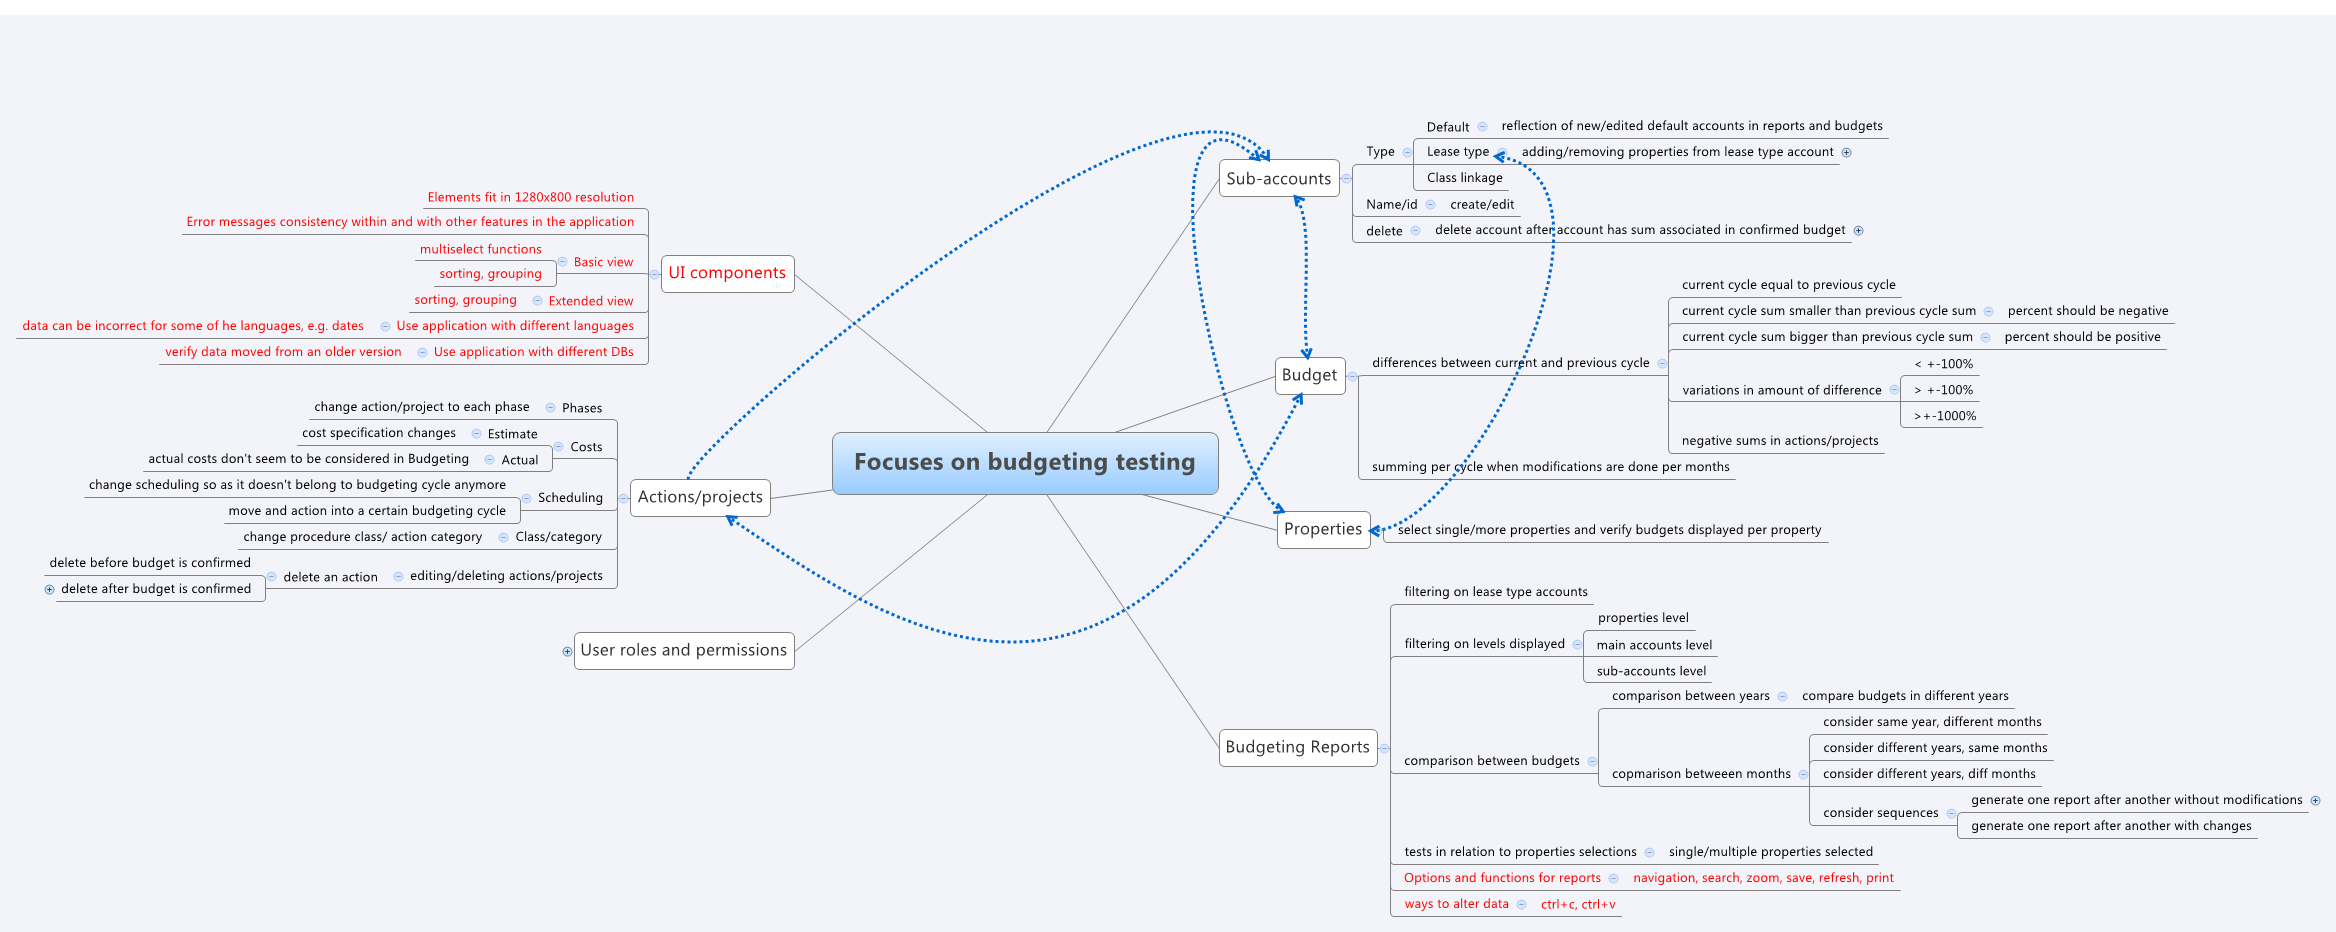 Focuses on budgeting testing
UI components
Elements fit in 1280x800 resolution
Error messages consistency within and with other features in the application
Basic view
multiselect functions
sorting, grouping
Extended view
sorting, grouping
Use application with different languages
data can be incorrect for some of he languages, e.g. dates
Use application with different DBs
verify data moved from an older version
Actions/projects
Phases
change action/project to each phase
Costs
Estimate
cost specification changes
Actual
actual costs don't seem to be considered in Budgeting
Scheduling
change scheduling so as it doesn't belong to budgeting cycle anymore
move and action into a certain budgeting cycle
Class/category
change procedure class/ action category
editing/deleting actions/projects
delete an action
delete before budget is confirmed
delete after budget is confirmed
User roles and permissions
Sub-accounts
Type
Default
reflection of new/edited default accounts in reports and budgets
Lease type
adding/removing properties from lease type account
Class linkage
Name/id
create/edit
delete
delete account after account has sum associated in confirmed budget
Budget
differences between current and previous cycle
current cycle equal to previous cycle
current cycle sum smaller than previous cycle sum
percent should be negative
current cycle sum bigger than previous cycle sum
percent should be positive
variations in amount of difference
< +-100%
> +-100%
>+-1000%
negative sums in actions/projects
summing per cycle when modifications are done per months
Properties
select single/more properties and verify budgets displayed per property
Budgeting Reports
filtering on lease type accounts
filtering on levels displayed
properties level
main accounts level
sub-accounts level
comparison between budgets
comparison between years
compare budgets in different years
copmarison betweeen months
consider same year, different months
consider different years, same months
consider different years, diff months
consider sequences
generate one report after another without modifications
generate one report after another with changes
tests in relation to properties selections
single/multiple properties selected
Options and functions for reports
navigation, search, zoom, save, refresh, print
ways to alter data
ctrl+c, ctrl+v